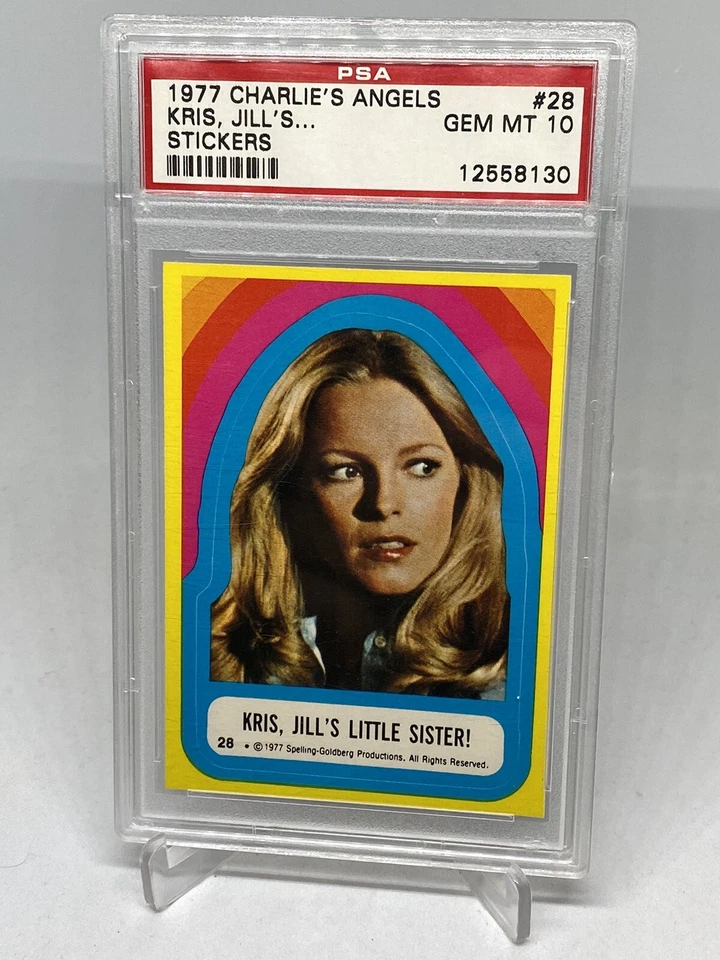 PSA
1977 CHARLIE'S ANGELS #28
KRIS, JILL'S... GEM MT 10
STICKERS
12558130
KRIS, JILL'S LITTLE SISTER!
28 • © 1977 Spelling-Goldberg Productions. All Rights Reserved.